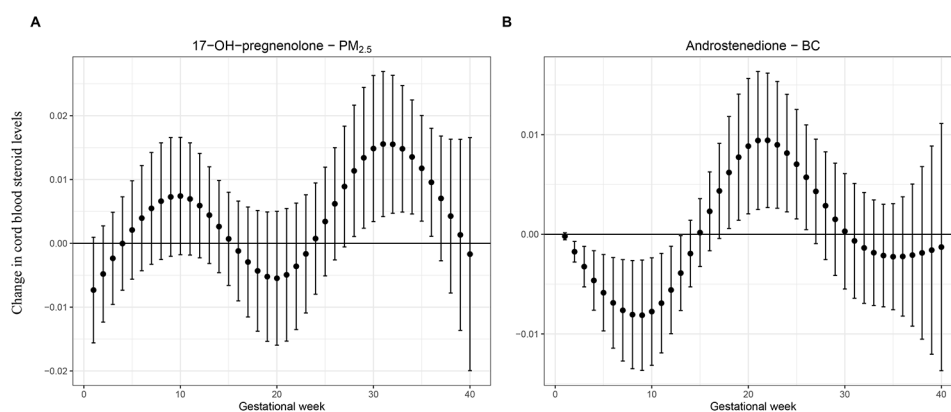 A
17−OH−pregnenolone − PM2.5
Change in cord blood steroid levels
0.02
0.01
0.00
−0.01
−0.02
0 10 20 30 40
Gestational week
B
Androstenedione − BC
0.01
0.00
−0.01
0 10 20 30 40
Gestational week